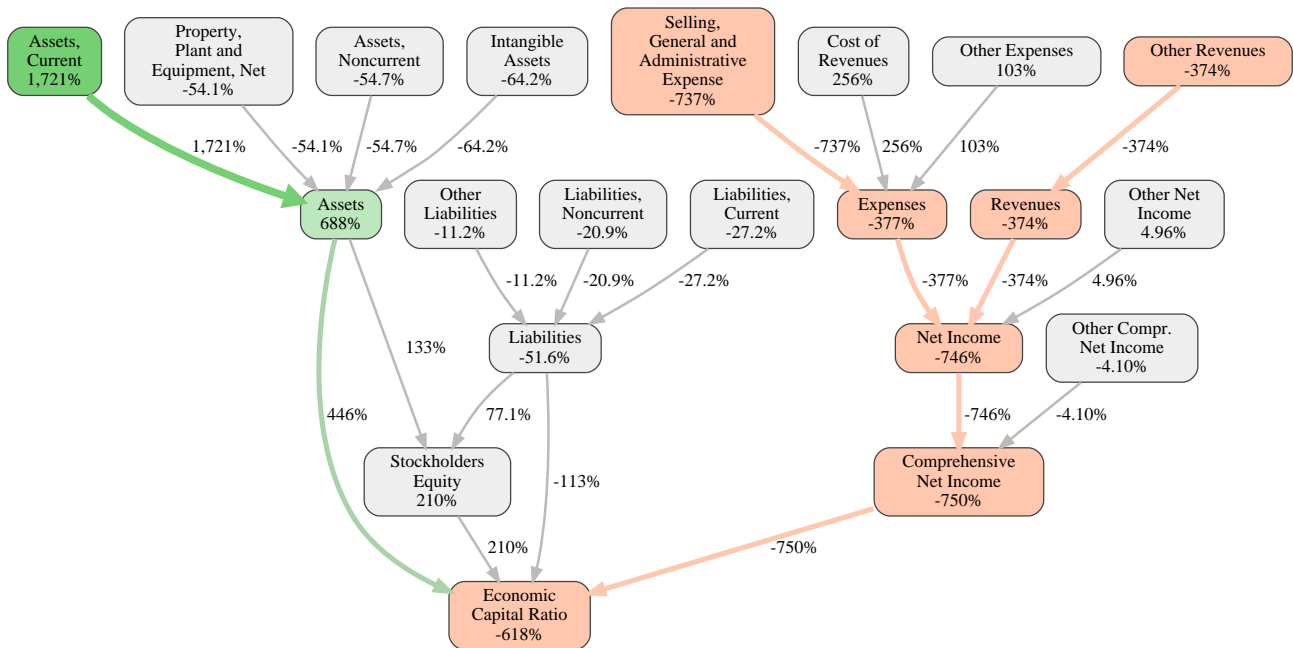 Assets,
Current
1,721%
Property,
Plant and
Equipment, Net
-54.1%
Assets,
Noncurrent
-54.7%
Intangible
Assets
-64.2%
Selling,
General and
Administrative
Expense
-737%
Cost of
Revenues
256%
Other Expenses
103%
Other Revenues
-374%
1,721%
-54.1%
-54.7%
-64.2%
-737%
256%
103%
-374%
Assets
688%
Other
Liabilities
-11.2%
Liabilities,
Noncurrent
-20.9%
Liabilities,
Current
-27.2%
Expenses
-377%
Revenues
-374%
Other Net
Income
4.96%
-11.2%
-20.9%
-27.2%
-377%
-374%
4.96%
133%
Liabilities
-51.6%
Net Income
-746%
Other Compr.
Net Income
-4.10%
446%
77.1%
-746%
-4.10%
Stockholders
Equity
210%
-113%
Comprehensive
Net Income
-750%
210%
-750%
Economic
Capital Ratio
-618%